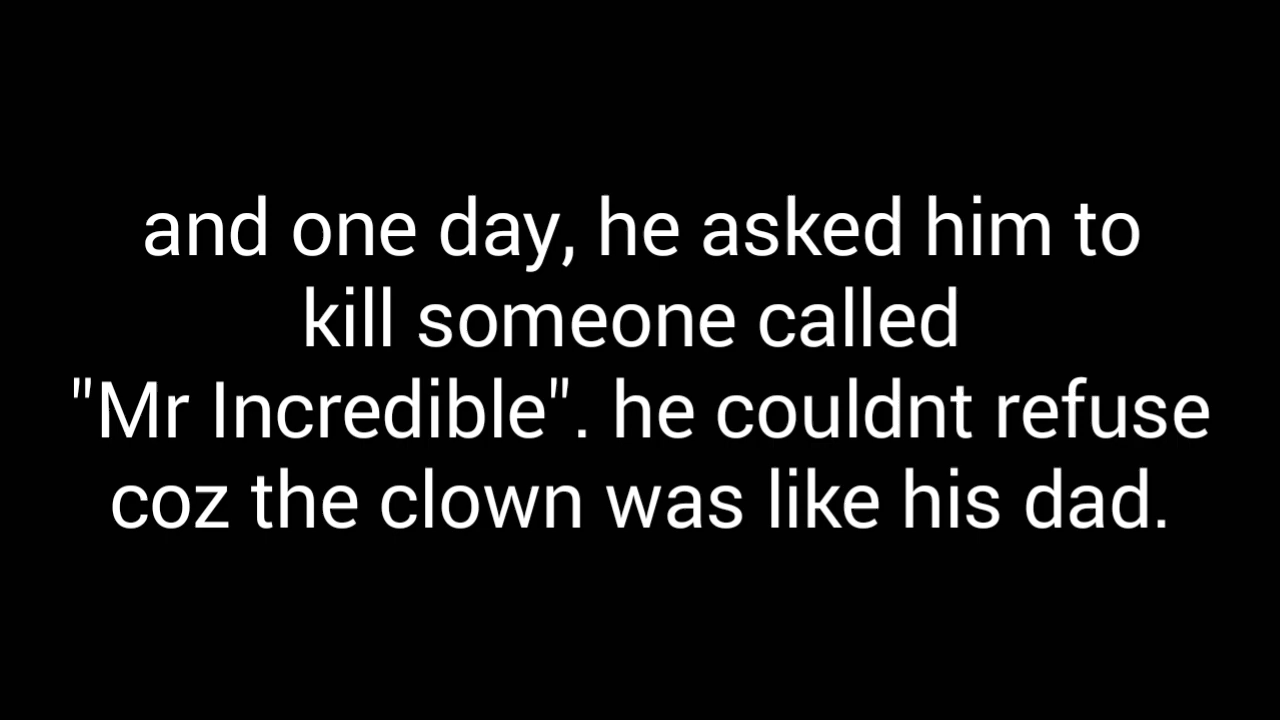 and one day, he asked him to
kill someone called
"Mr Incredible". he couldnt refuse
coz the clown was like his dad.